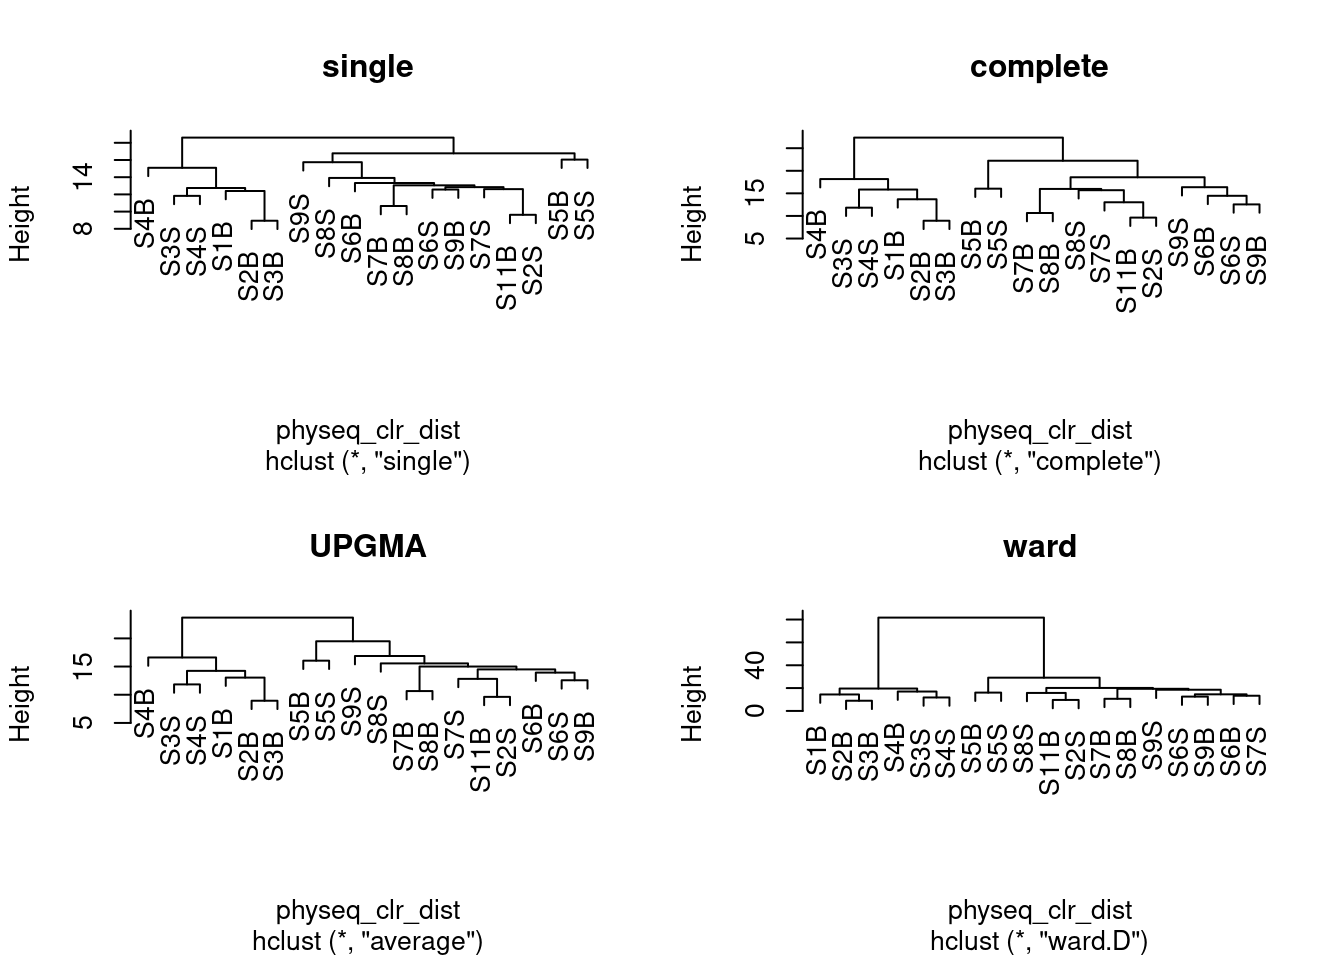 single
Height
8 14
S4B S3S S4S S1B S2B S3B S9S S8S S6B S7B S8B S6S S9B S7S S11B S2S S5B S5S
physeq_clr_dist
hclust (*, "single")
complete
Height
5 15
S4B S3S S4S S1B S2B S3B S5B S5S S7B S8B S8S S7S S11B S2S S9S S6B S6S S9B
physeq_clr_dist
hclust (*, "complete")
UPGMA
Height
5 15
S4B S3S S4S S1B S2B S3B S5B S5S S9S S8S S7B S8B S7S S11B S2S S6B S6S S9B
physeq_clr_dist
hclust (*, "average")
ward
Height
0 40
S1B S2B S3B S4B S3S S4S S5B S5S S8S S11B S2S S7B S8B S9S S6S S9B S6B S7S
physeq_clr_dist
hclust (*, "ward.D")